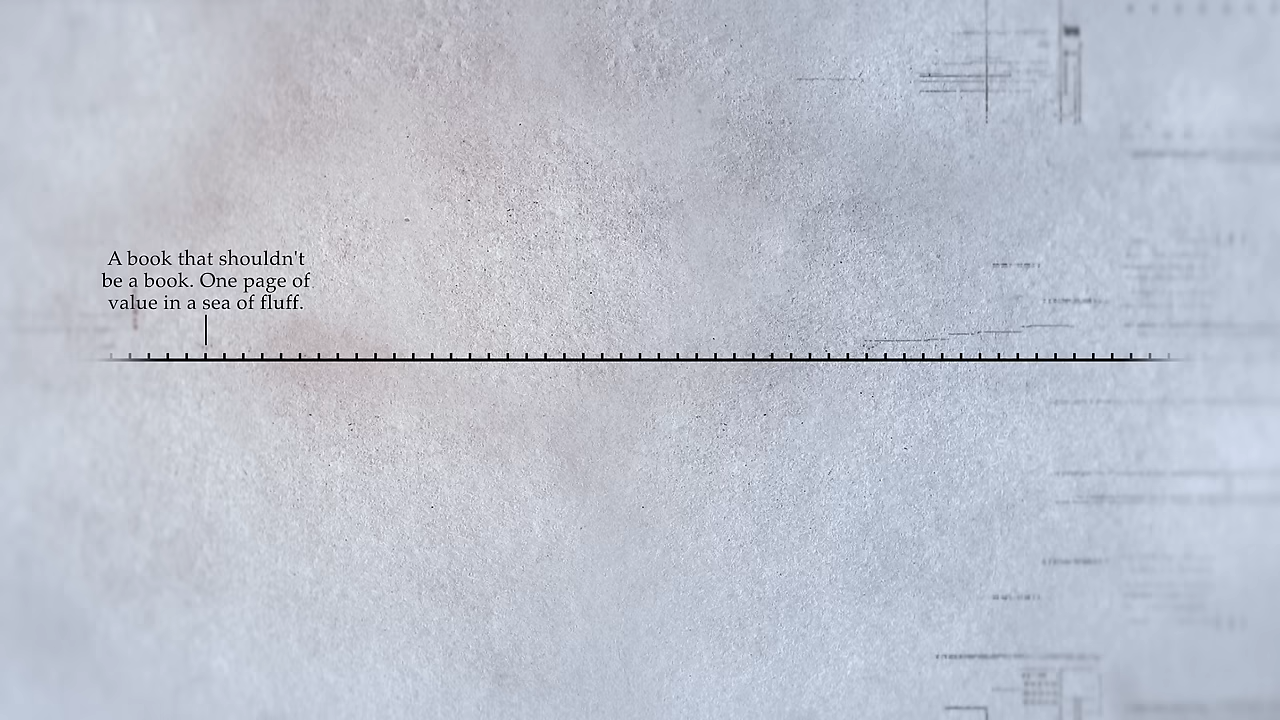 A book that shouldn't
be a book. One page of
value in a sea of fluff.